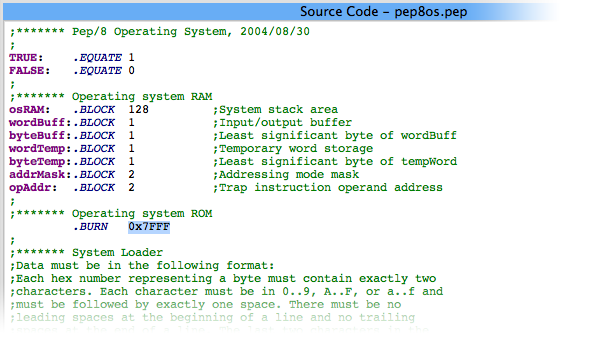 Source Code - pep8os.pep
;******* Pep/8 Operating System, 2004/08/30
;
TRUE:    .EQUATE 1
FALSE:   .EQUATE 0
;
;******* Operating system RAM
osRAM:   .BLOCK  128         ;System stack area
wordBuff:.BLOCK  1           ;Input/output buffer
byteBuff:.BLOCK  1           ;Least significant byte of wordBuff
wordTemp:.BLOCK  1           ;Temporary word storage
byteTemp:.BLOCK  1           ;Least significant byte of tempWord
addrMask:.BLOCK  2           ;Addressing mode mask
opAddr:  .BLOCK  2           ;Trap instruction operand address
;
;******* Operating system ROM
         .BURN   0x7FFF
;
;******* System Loader
;Data must be in the following format:
;Each hex number representing a byte must contain exactly two
;characters. Each character must be in 0..9, A..F, or a..f and
;must be followed by exactly one space. There must be no
;leading spaces at the beginning of a line and no trailing